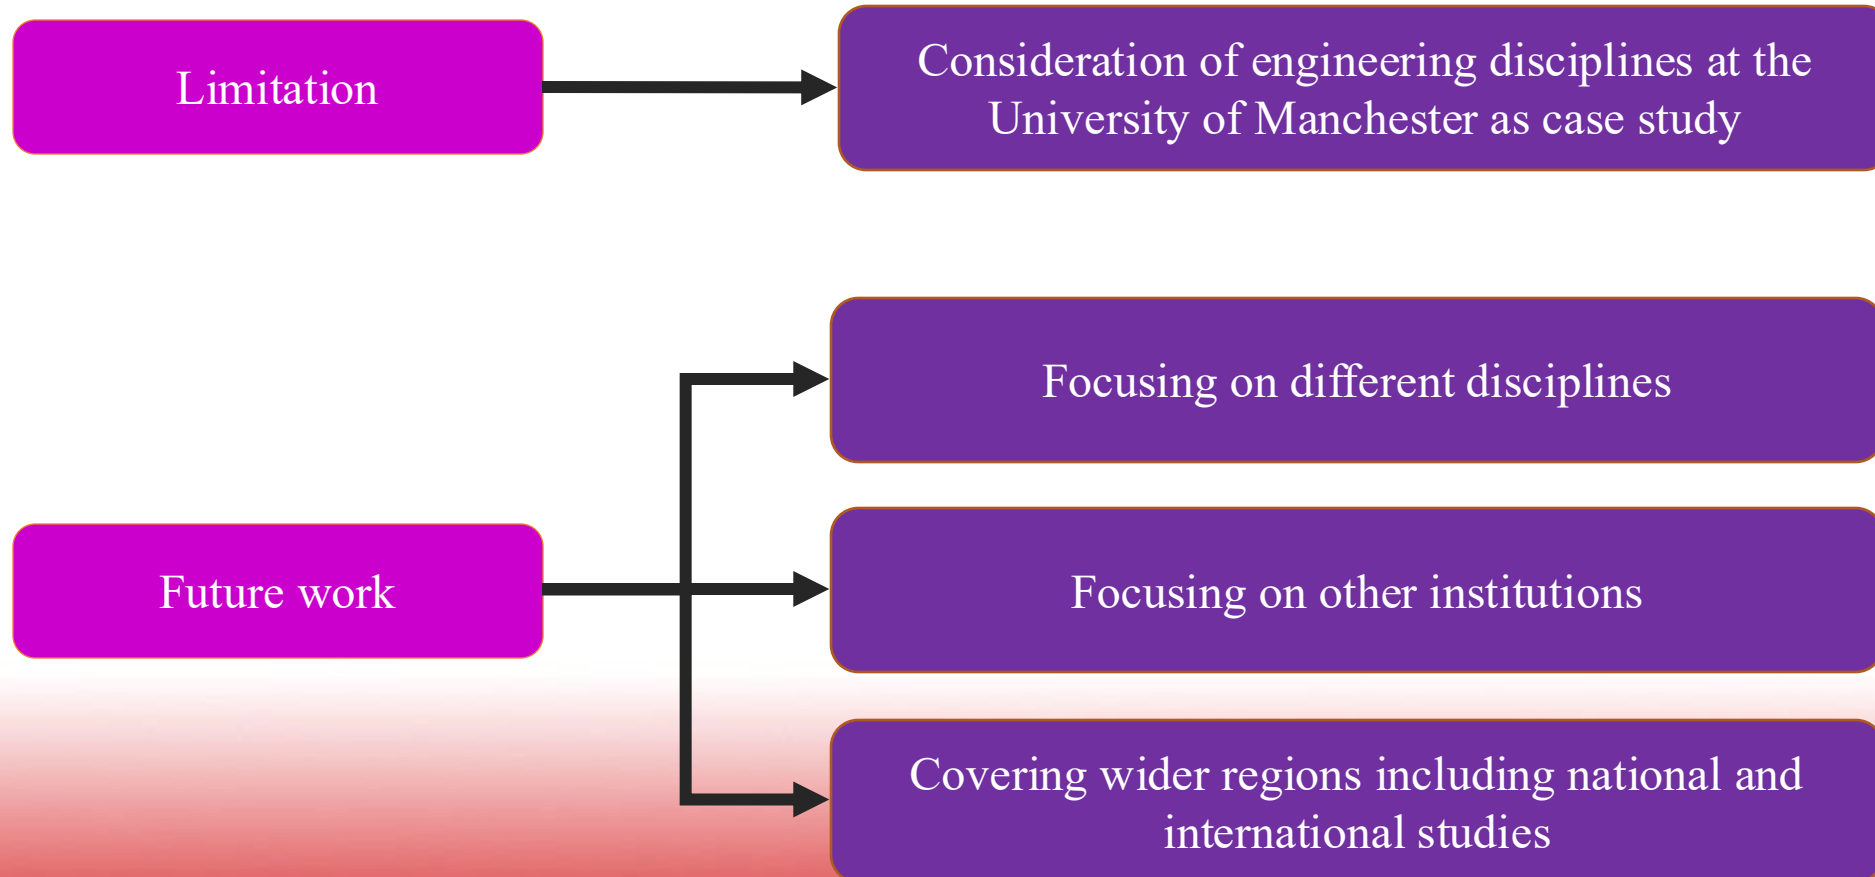 Limitation
Consideration of engineering disciplines at the
University of Manchester as case study
Focusing on different disciplines
Future work
Focusing on other institutions
Covering wider regions including national and
international studies